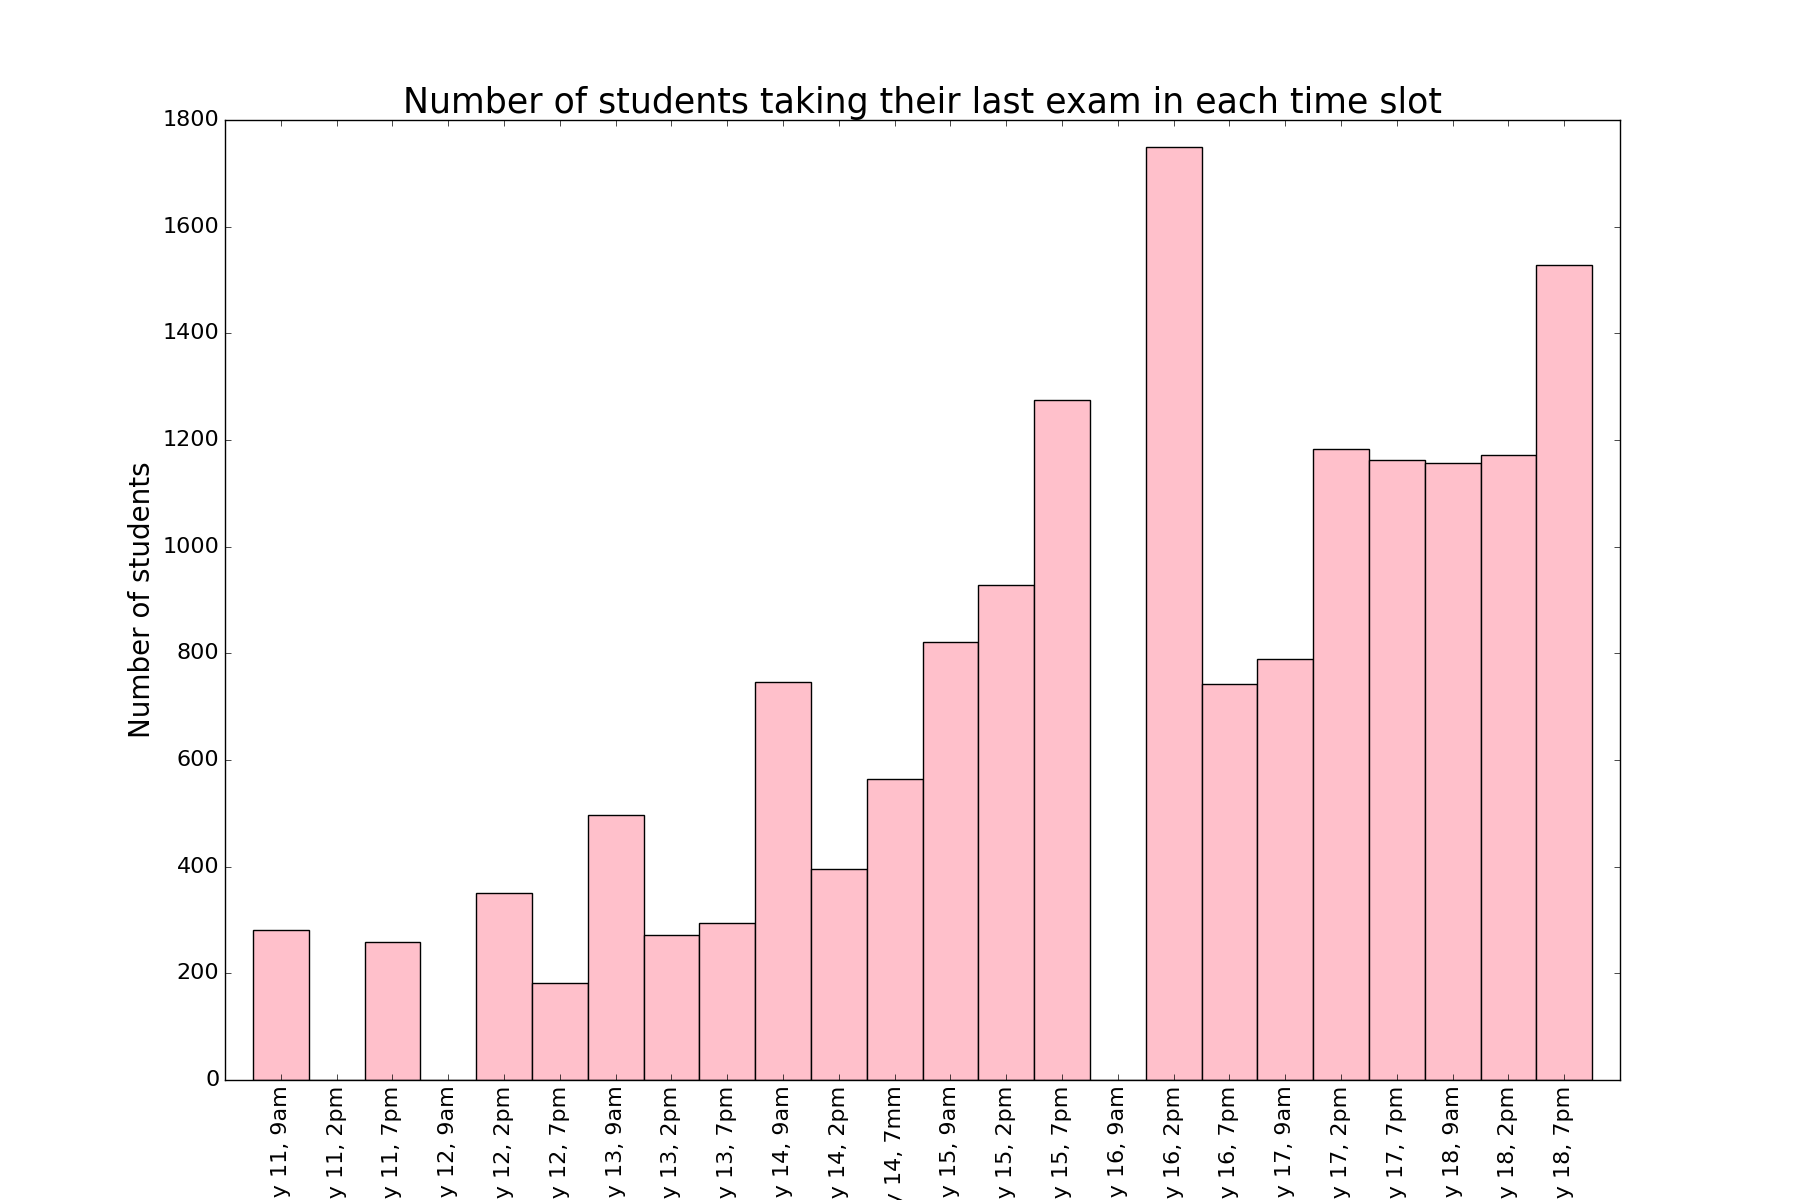 Number of students taking their last exam in each time slot
Number of students
1800
1600
1400
1200
1000
800
600
400
200
0
y 11, 9am
y 11, 2pm
y 11, 7pm
y 12, 9am
y 12, 2pm
y 12, 7pm
y 13, 9am
y 13, 2pm
y 13, 7pm
y 14, 9am
y 14, 2pm
y 14, 7mm
y 15, 9am
y 15, 2pm
y 15, 7pm
y 16, 9am
y 16, 2pm
y 16, 7pm
y 17, 9am
y 17, 2pm
y 17, 7pm
y 18, 9am
y 18, 2pm
y 18, 7pm